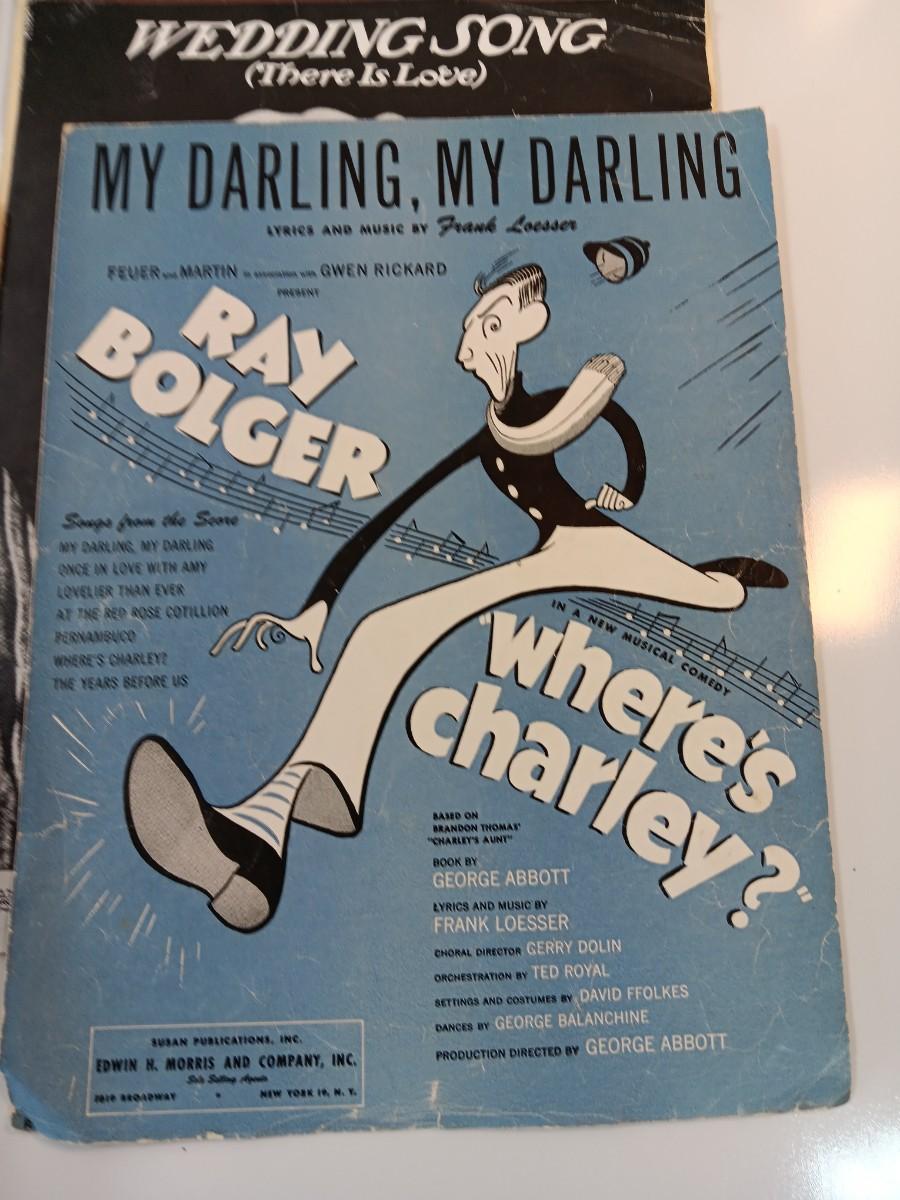 WEDDING SONG
(There Is Love)
MY DARLING, MY DARLING
LYRICS AND MUSIC BY Frank Loesser
FEUER and MARTIN in association with GWEN RICKARD
PRESENT
RAY
BOLGER
Songs from the Score
MY DARLING, MY DARLING
ONCE IN LOVE WITH AMY
LOVELIER THAN EVER
AT THE RED ROSE COTILLION
PERNAMBUCO
WHERE'S CHARLEY?
THE YEARS BEFORE US
IN A NEW MUSICAL COMEDY
"where's
charley?"
BASED ON
BRANDON THOMAS'
"CHARLEY'S AUNT"
BOOK BY
GEORGE ABBOTT
LYRICS AND MUSIC BY
FRANK LOESSER
CHORAL DIRECTOR GERRY DOLIN
ORCHESTRATION BY TED ROYAL
SETTINGS AND COSTUMES BY DAVID FFOLKES
DANCES BY GEORGE BALANCHINE
PRODUCTION DIRECTED BY GEORGE ABBOTT
SUSAN PUBLICATIONS, INC.
EDWIN H. MORRIS AND COMPANY, INC.
Sole Selling Agents
1619 BROADWAY • NEW YORK 19, N. Y.